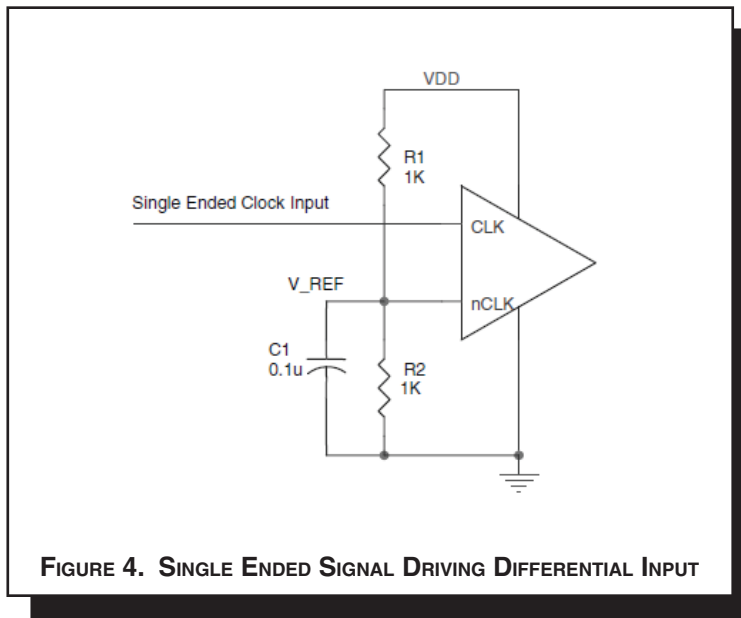 VDD
R1
1K
Single Ended Clock Input
CLK
V_REF
nCLK
C1
0.1u
R2
1K
FIGURE 4. SINGLE ENDED SIGNAL DRIVING DIFFERENTIAL INPUT